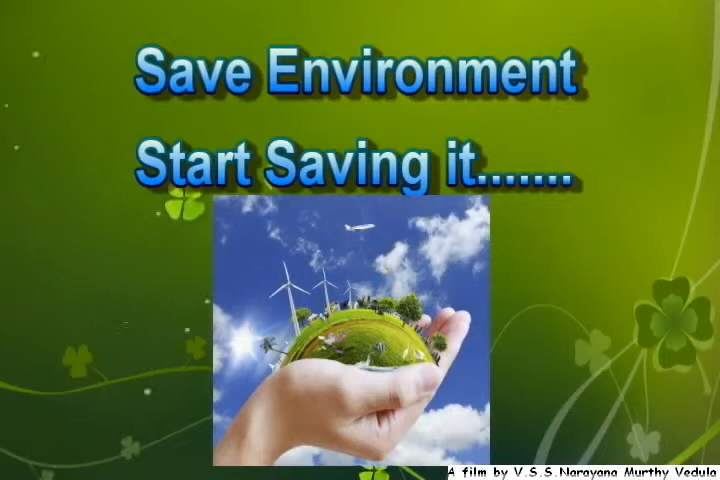 Save Environment
Start Saving it.......
A film by V.S.S.Narayana Murthy Vedula